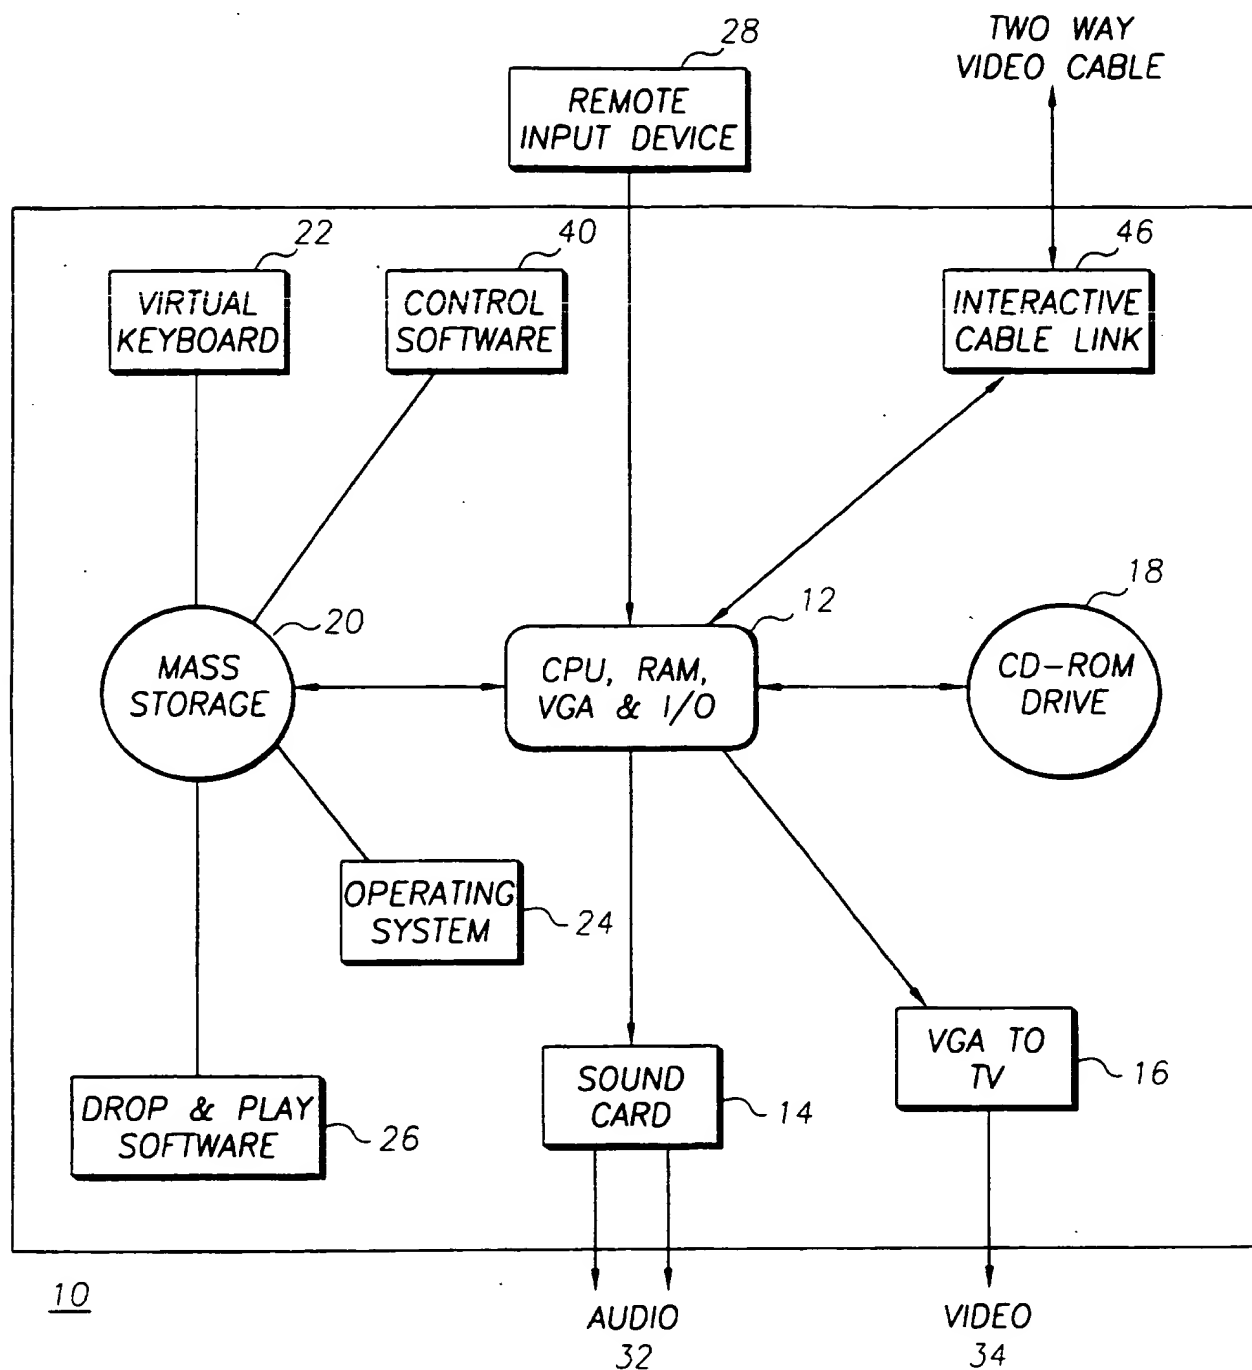 28
TWO WAY
VIDEO CABLE
REMOTE
INPUT DEVICE
22
40
46
VIRTUAL
KEYBOARD
CONTROL
SOFTWARE
INTERACTIVE
CABLE LINK
20
12
18
MASS
STORAGE
CPU, RAM,
VGA & I/O
CD-ROM
DRIVE
OPERATING
SYSTEM
24
DROP & PLAY
SOFTWARE
26
SOUND
CARD
14
VGA TO
TV
16
10
AUDIO
32
VIDEO
34